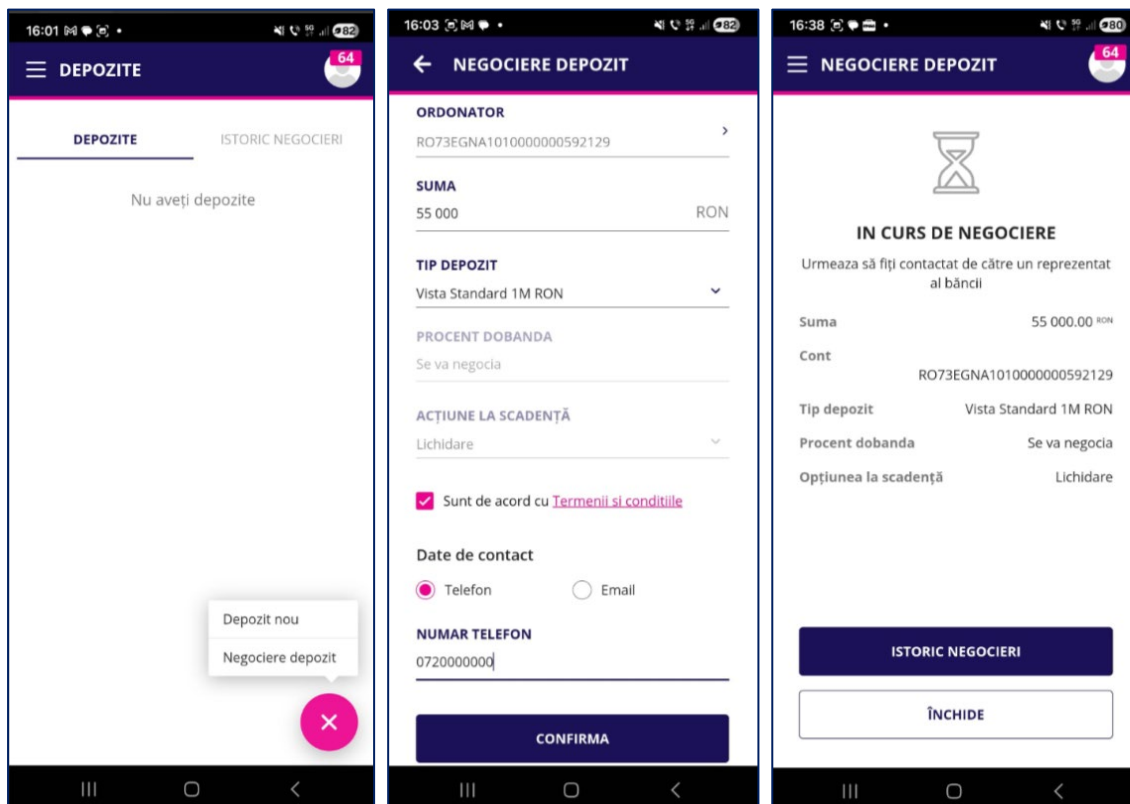 16:01
5G
82
DEPOZITE
64
DEPOZITE
ISTORIC NEGOCIERI
Nu aveți depozite
Depozit nou
Negociere depozit
16:03
5G
82
NEGOCIERE DEPOZIT
ORDONATOR
RO73EGNA1010000000592129
SUMA
55 000 RON
TIP DEPOZIT
Vista Standard 1M RON
PROCENT DOBANDA
Se va negocia
ACȚIUNE LA SCADENȚĂ
Lichidare
Sunt de acord cu Termenii si conditiile
Date de contact
Telefon Email
NUMAR TELEFON
0720000000
CONFIRMA
16:38
5G
80
NEGOCIERE DEPOZIT
64
IN CURS DE NEGOCIERE
Urmeaza să fiți contactat de către un reprezentat
al băncii
Suma 55 000.00 RON
Cont
RO73EGNA1010000000592129
Tip depozit Vista Standard 1M RON
Procent dobanda Se va negocia
Opțiunea la scadență Lichidare
ISTORIC NEGOCIERI
ÎNCHIDE